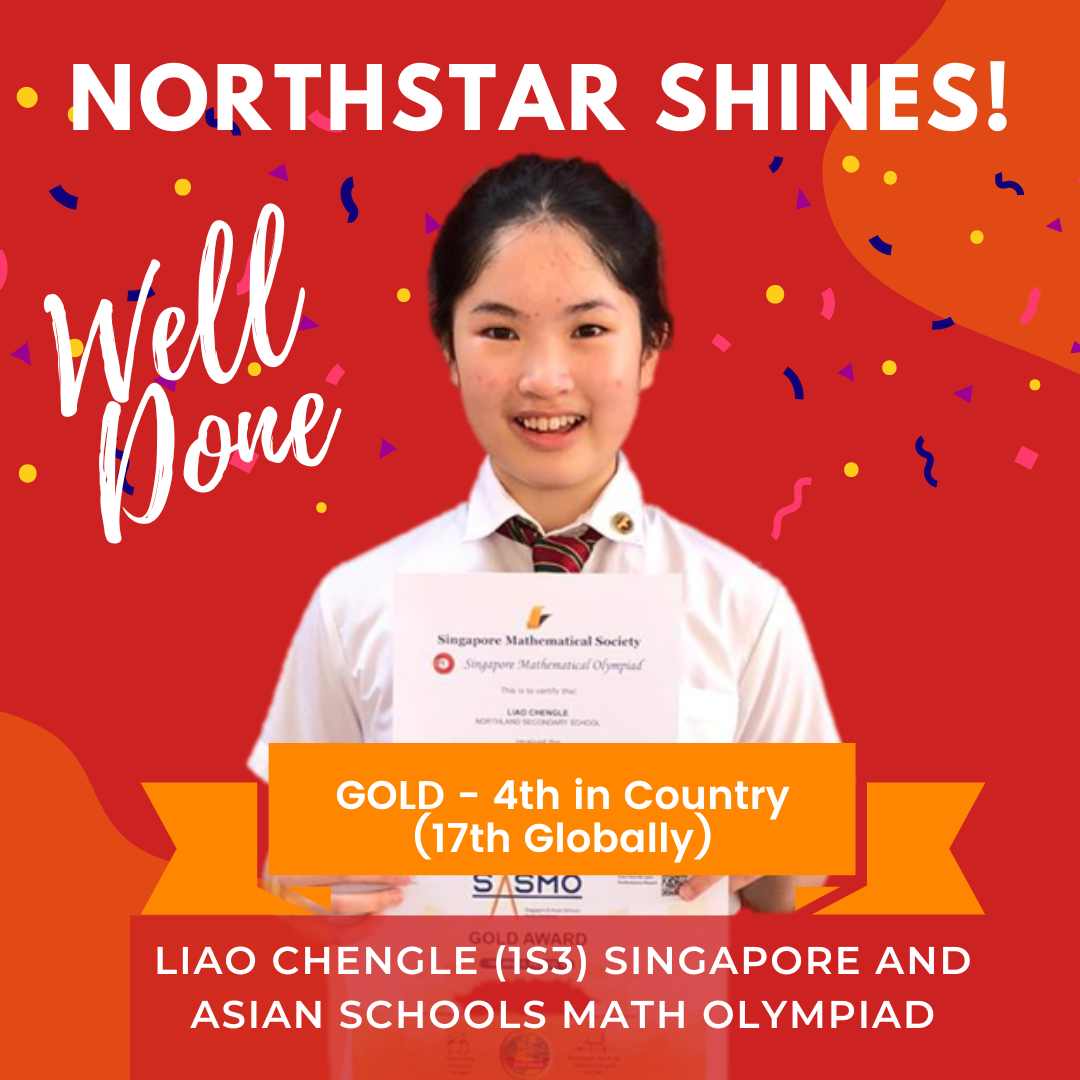 NORTHSTAR SHINES!
Well
Done
Singapore Mathematical Society
Singapore Mathematical Olympiad
This is to certify that
LIAO CHENGLE
NORTHLAND SECONDARY SCHOOL
received the
GOLD - 4th in Country
(17th Globally)
SASMO
GOLD AWARD
LIAO CHENGLE (1S3) SINGAPORE AND
ASIAN SCHOOLS MATH OLYMPIAD